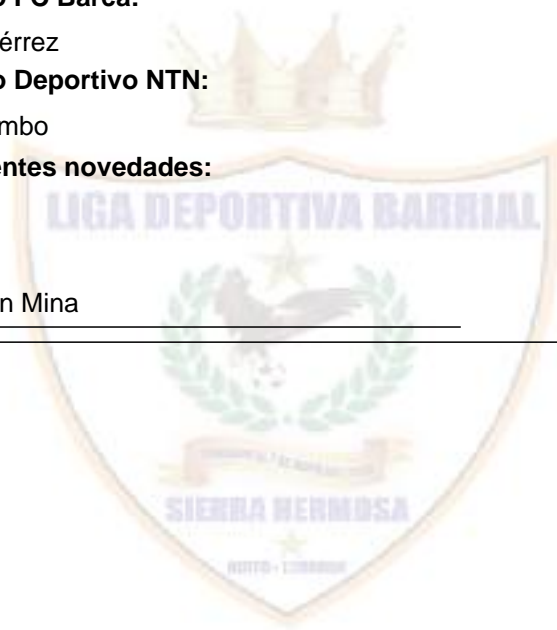 o FC Barca:
érrez
o Deportivo NTN:
mbo
entes novedades:
LIGA DEPORTIVA BARRIAL
n Mina
SIERRA HERMOSA